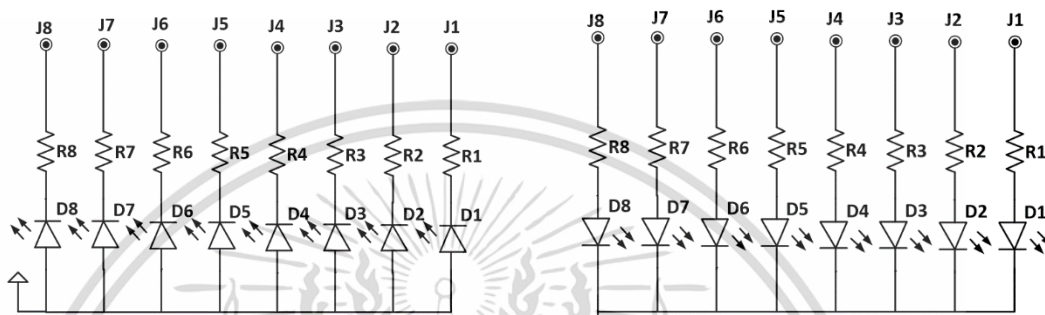 J8 J7 J6 J5 J4 J3 J2 J1
R8 R7 R6 R5 R4 R3 R2 R1
D8 D7 D6 D5 D4 D3 D2 D1
J8 J7 J6 J5 J4 J3 J2 J1
R8 R7 R6 R5 R4 R3 R2 R1
D8 D7 D6 D5 D4 D3 D2 D1